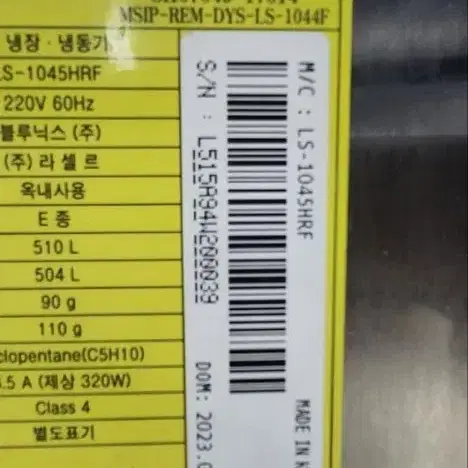 MSIP-REM-DYS-LS-1044F
냉장·냉동기
LS-1045HRF
220V 60Hz
블루닉스 (주)
(주) 라셀르
옥내사용
E 종
510 L
504 L
90 g
110 g
clopentane(C5H10)
.5 A (제상 320W)
Class 4
별도표기
M/C : LS-1045HRF
S/N : L515A94W200039
DOM: 2023.0
MADE IN K